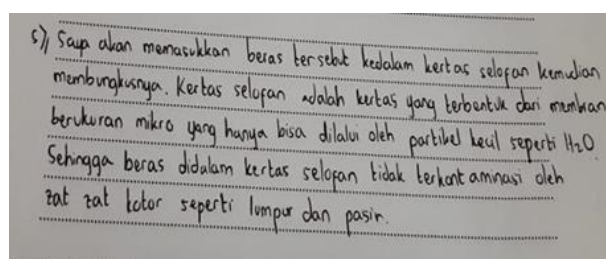 5) Saya akan memasukkan beras tersebut kedalam kertas selofan kemudian
membungkusnya. Kertas selofan adalah kertas yang terbentuk dari membran
berukuran mikro yang hanya bisa dilalui oleh partikel kecil seperti H₂O.
Sehingga beras didalam kertas selofan tidak terkontaminasi oleh
zat zat kotor seperti lumpur dan pasir.